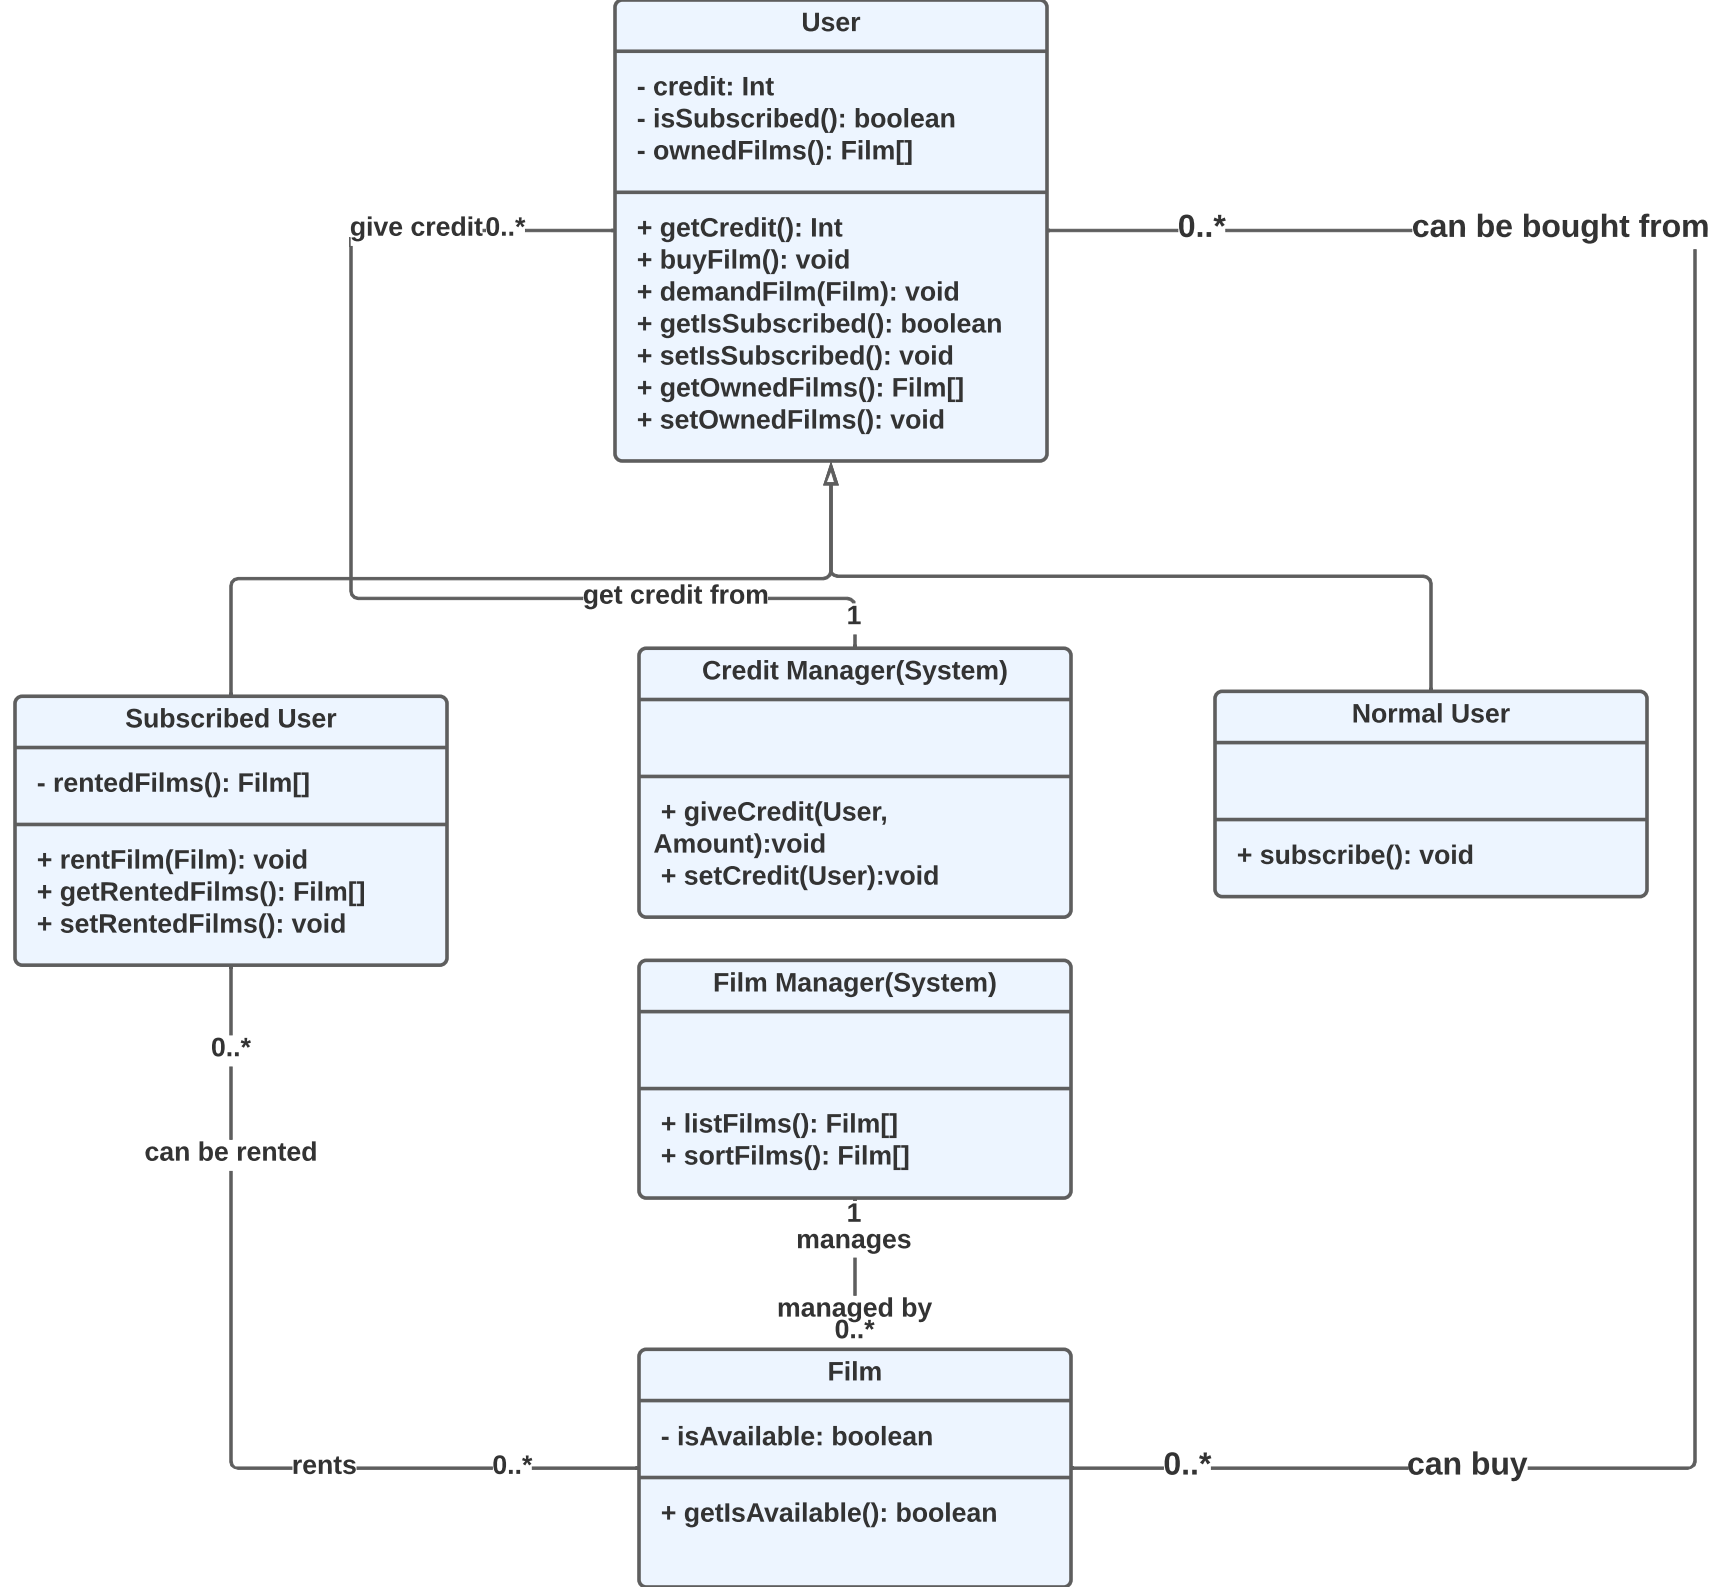 User
- credit: Int
- isSubscribed(): boolean
- ownedFilms(): Film[]
+ getCredit(): Int
+ buyFilm(): void
+ demandFilm(Film): void
+ getIsSubscribed(): boolean
+ setIsSubscribed(): void
+ getOwnedFilms(): Film[]
+ setOwnedFilms(): void
give credit
0..*
0..*
can be bought from
get credit from
1
Subscribed User
- rentedFilms(): Film[]
+ rentFilm(Film): void
+ getRentedFilms(): Film[]
+ setRentedFilms(): void
Credit Manager(System)
+ giveCredit(User,
Amount):void
+ setCredit(User):void
Normal User
+ subscribe(): void
Film Manager(System)
+ listFilms(): Film[]
+ sortFilms(): Film[]
0..*
can be rented
1
manages
managed by
0..*
Film
- isAvailable: boolean
+ getIsAvailable(): boolean
rents
0..*
0..*
can buy